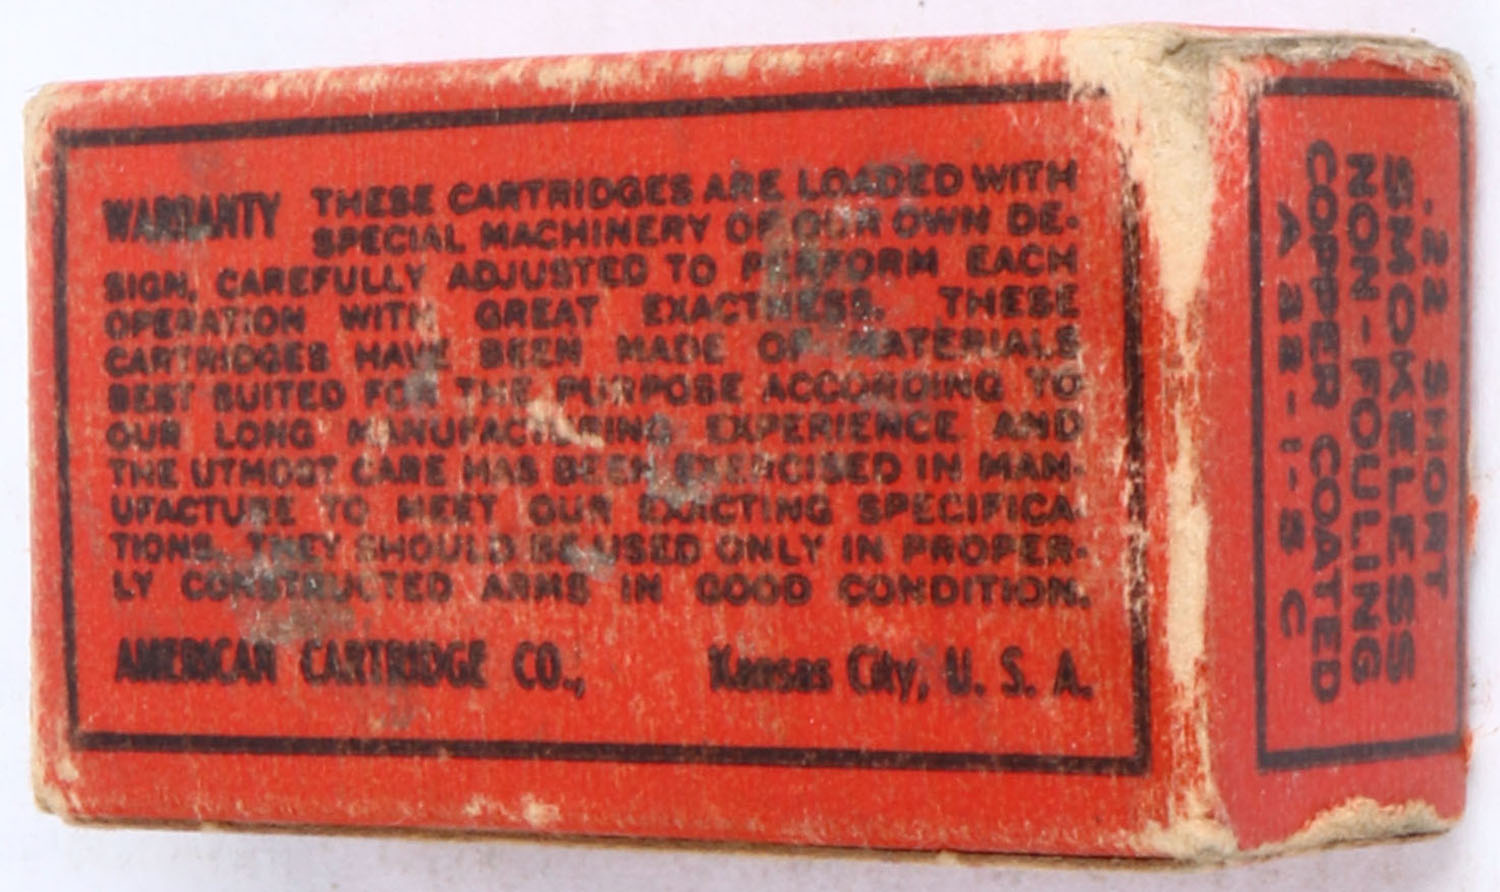 WARRANTY THESE CARTRIDGES ARE LOADED WITH
SPECIAL MACHINERY OF OUR OWN DE-
SIGN, CAREFULLY ADJUSTED TO PERFORM EACH
OPERATION WITH GREAT EXACTNESS. THESE
CARTRIDGES HAVE BEEN MADE OF MATERIALS
BEST SUITED FOR THE PURPOSE ACCORDING TO
OUR LONG MANUFACTURING EXPERIENCE AND
THE UTMOST CARE HAS BEEN EXERCISED IN MAN-
UFACTURE TO MEET OUR EXACTING SPECIFICA-
TIONS. THEY SHOULD BE USED ONLY IN PROPER-
LY CONSTRUCTED ARMS IN GOOD CONDITION.
AMERICAN CARTRIDGE CO., Kansas City, U. S. A.
.22 SHORT
SMOKELESS
NON-FOULING
COPPER COATED
A 22-1-S C